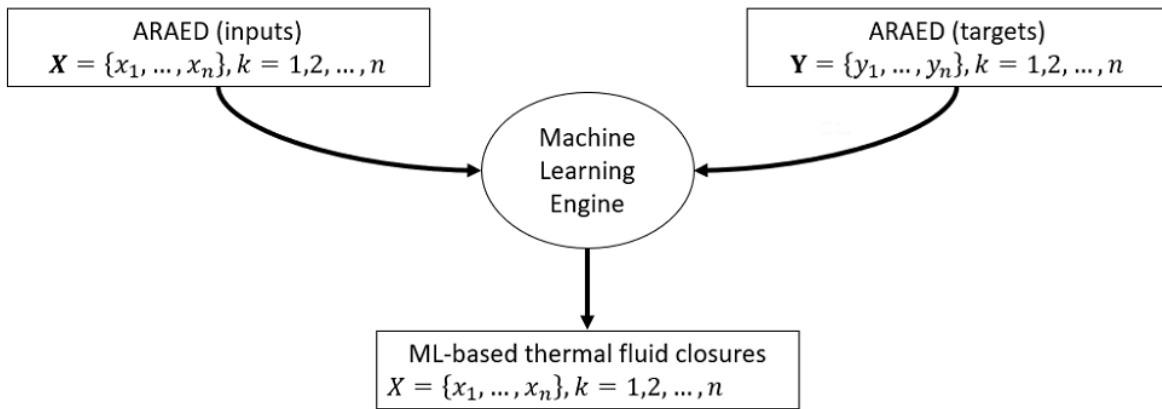 ARAED (inputs)
𝑿 = {𝑥₁, … , 𝑥ₙ}, 𝑘 = 1,2, … , 𝑛
ARAED (targets)
𝐘 = {𝑦₁, … , 𝑦ₙ}, 𝑘 = 1,2, … , 𝑛
Machine
Learning
Engine
ML-based thermal fluid closures
𝑋 = {𝑥₁, … , 𝑥ₙ}, 𝑘 = 1,2, … , 𝑛